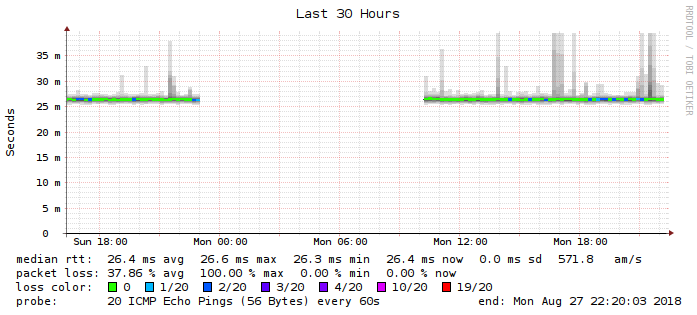 Last 30 Hours
RRDTOOL / TOBI OETIKER
Seconds
35 m
30 m
25 m
20 m
15 m
10 m
5 m
0
Sun 18:00 Mon 00:00 Mon 06:00 Mon 12:00 Mon 18:00
median rtt: 26.4 ms avg 26.6 ms max 26.3 ms min 26.4 ms now 0.0 ms sd 571.8 am/s
packet loss: 37.86 % avg 100.00 % max 0.00 % min 0.00 % now
loss color: 0 1/20 2/20 3/20 4/20 10/20 19/20
probe: 20 ICMP Echo Pings (56 Bytes) every 60s end: Mon Aug 27 22:20:03 2018